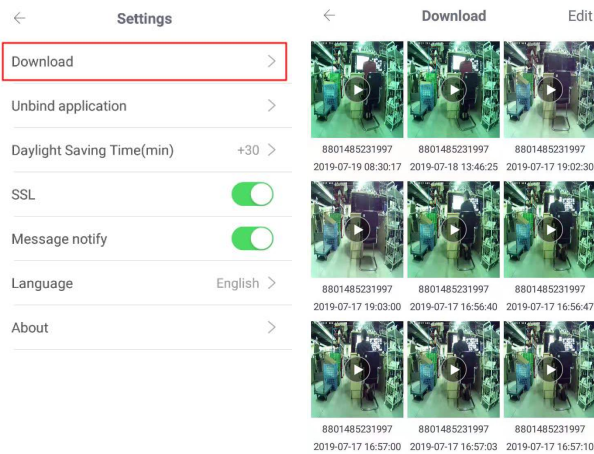 Settings
Download
Unbind application
Daylight Saving Time(min) +30
SSL
Message notify
Language English
About
Download Edit
8801485231997 8801485231997 8801485231997
2019-07-19 08:30:17 2019-07-18 13:46:25 2019-07-17 19:02:30
8801485231997 8801485231997 8801485231997
2019-07-17 19:03:00 2019-07-17 16:56:40 2019-07-17 16:56:47
8801485231997 8801485231997 8801485231997
2019-07-17 16:57:00 2019-07-17 16:57:03 2019-07-17 16:57:10